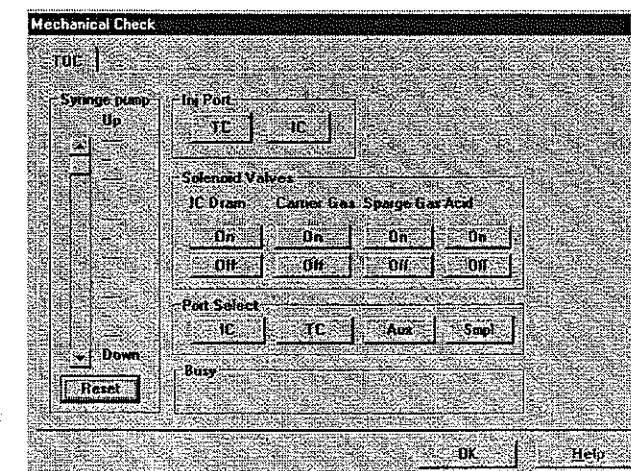 Mechanical Check
TOC
Syringe pump
Up
Down
Reset
Inj Port
TC IC
Solenoid Valves
IC Drain Carrier Gas Sparge Gas Acid
On On On On
Off Off Off Off
Port Select
IC TC Aux Smpl
Busy
OK Help